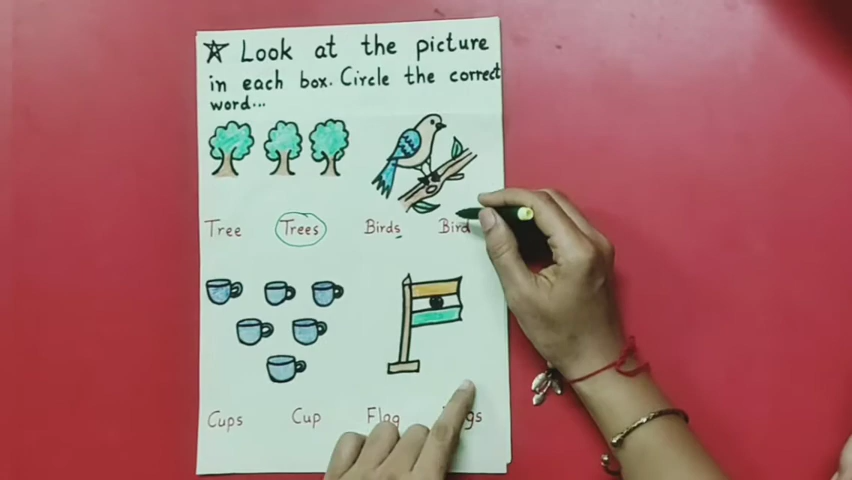 Look at the picture
in each box. Circle the correct
word...
Tree Trees Birds Bird
Cups Cup Flag